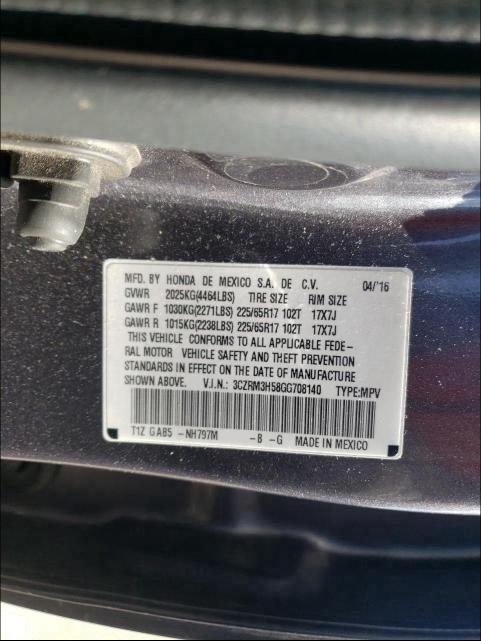 MFD. BY HONDA DE MEXICO S.A. DE C.V. 04/'16
GVWR 2025KG(4464LBS) TIRE SIZE RIM SIZE
GAWR F 1030KG(2271LBS) 225/65R17 102T 17X7J
GAWR R 1015KG(2238LBS) 225/65R17 102T 17X7J
THIS VEHICLE CONFORMS TO ALL APPLICABLE FEDE-
RAL MOTOR VEHICLE SAFETY AND THEFT PREVENTION
STANDARDS IN EFFECT ON THE DATE OF MANUFACTURE
SHOWN ABOVE. V.I.N.: 3CZRM3H58GG708140 TYPE:MPV
T1Z GAB5 -NH797M -B -G MADE IN MEXICO